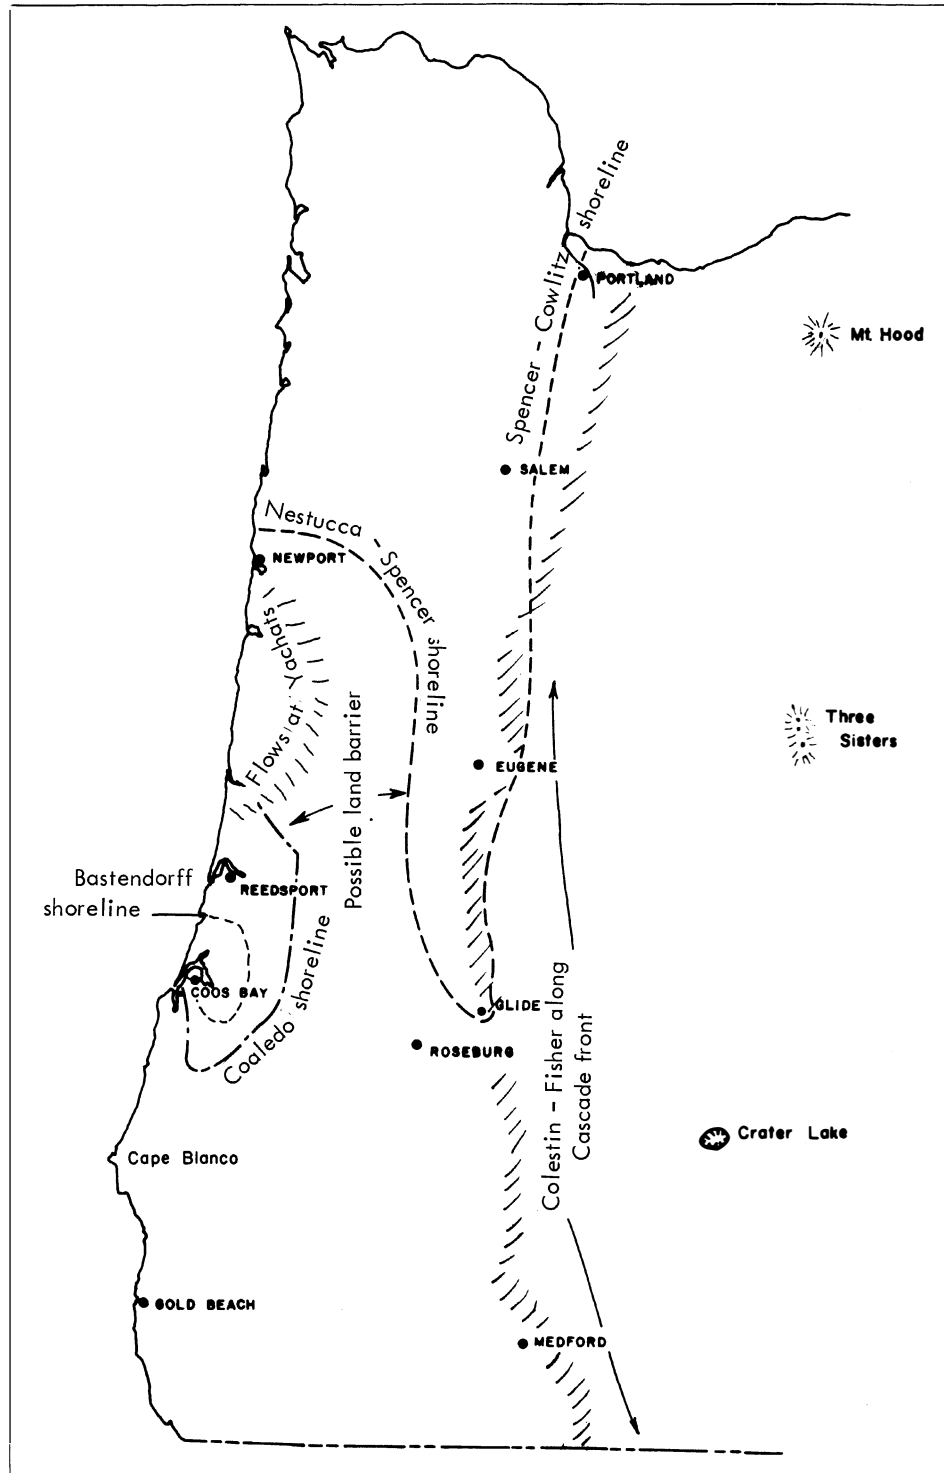 Spencer - Cowlitz shoreline
PORTLAND
Mt. Hood
SALEM
Nestucca - Spencer shoreline
NEWPORT
Flows at Yachats
Possible land barrier
Three
Sisters
EUGENE
Bastendorff
shoreline
REEDSPORT
COOS BAY
Coaledo shoreline
GLIDE
ROSEBURG
Colestin - Fisher along
Cascade front
Crater Lake
Cape Blanco
GOLD BEACH
MEDFORD